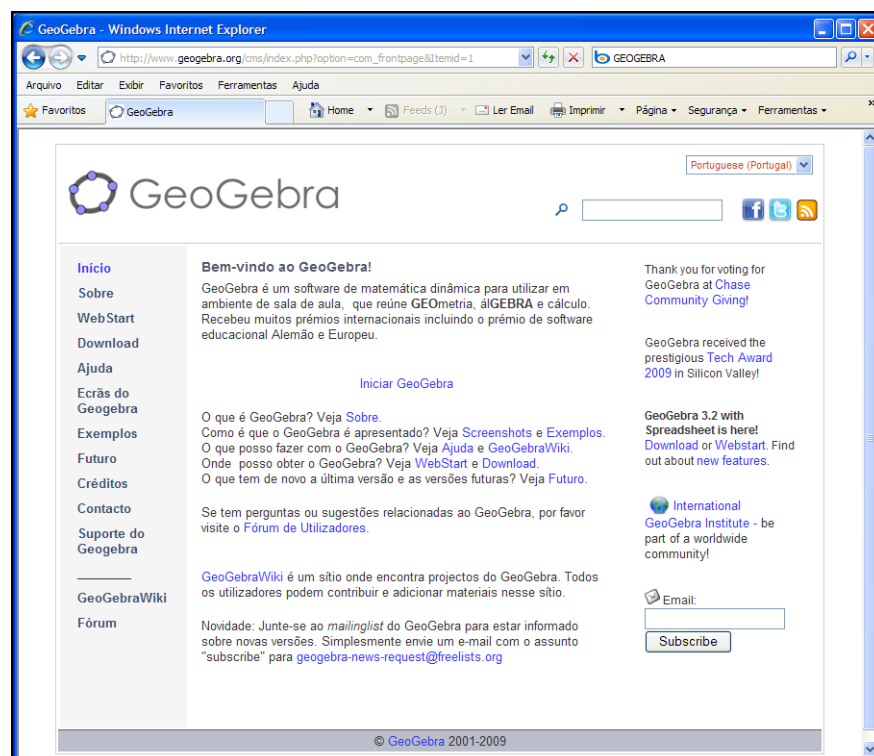 GeoGebra - Windows Internet Explorer
http://www.geogebra.org/cms/index.php?option=com_frontpage&Itemid=1
GEOGEBRA
Arquivo Editar Exibir Favoritos Ferramentas Ajuda
Favoritos GeoGebra Home Feeds (J) Ler Email Imprimir Página Segurança Ferramentas »
Portuguese (Portugal)
GeoGebra
Início
Sobre
WebStart
Download
Ajuda
Ecrãs do
Geogebra
Exemplos
Futuro
Créditos
Contacto
Suporte do
Geogebra
GeoGebraWiki
Fórum
Bem-vindo ao GeoGebra!
GeoGebra é um software de matemática dinâmica para utilizar em
ambiente de sala de aula, que reúne GEOmetria, álGEBRA e cálculo.
Recebeu muitos prémios internacionais incluindo o prémio de software
educacional Alemão e Europeu.
Iniciar GeoGebra
O que é GeoGebra? Veja Sobre.
Como é que o GeoGebra é apresentado? Veja Screenshots e Exemplos.
O que posso fazer com o GeoGebra? Veja Ajuda e GeoGebraWiki.
Onde posso obter o GeoGebra? Veja WebStart e Download.
O que tem de novo a última versão e as versões futuras? Veja Futuro.
Se tem perguntas ou sugestões relacionadas ao GeoGebra, por favor
visite o Fórum de Utilizadores.
GeoGebraWiki é um sítio onde encontra projectos do GeoGebra. Todos
os utilizadores podem contribuir e adicionar materiais nesse sítio.
Novidade: Junte-se ao mailinglist do GeoGebra para estar informado
sobre novas versões. Simplesmente envie um e-mail com o assunto
"subscribe" para geogebra-news-request@freelists.org
Thank you for voting for
GeoGebra at Chase
Community Giving!
GeoGebra received the
prestigious Tech Award
2009 in Silicon Valley!
GeoGebra 3.2 with
Spreadsheet is here!
Download or Webstart. Find
out about new features.
International
GeoGebra Institute - be
part of a worldwide
community!
Email:
Subscribe
© GeoGebra 2001-2009